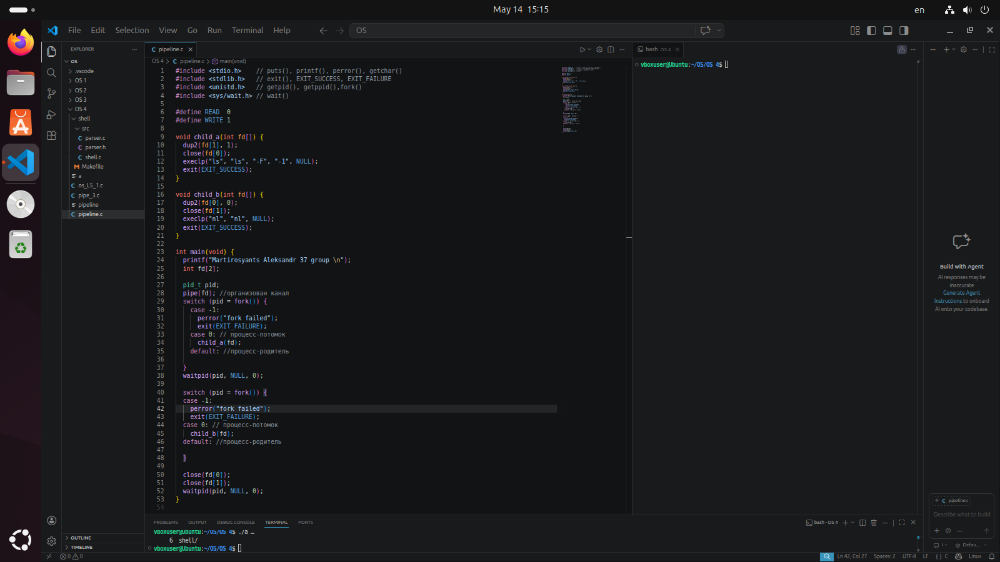 May 14 15:15
en
File Edit Selection View Go Run Terminal Help
OS
EXPLORER
OS
.vscode
OS 1
OS 2
OS 3
OS 4
shell
src
parser.c
parser.h
shell.c
Makefile
a
os_L5_1.c
pipe_3.c
pipeline
pipeline.c
OUTLINE
TIMELINE
pipeline.c
OS 4 > pipeline.c > main(void)
1 #include <stdio.h>    // puts(), printf(), perror(), getchar()
2 #include <stdlib.h>   // exit(), EXIT_SUCCESS, EXIT_FAILURE
3 #include <unistd.h>   // getpid(), getppid(),fork()
4 #include <sys/wait.h> // wait()
5
6 #define READ  0
7 #define WRITE 1
8
9 void child_a(int fd[]) {
10   dup2(fd[1], 1);
11   close(fd[0]);
12   execlp("ls", "ls", "-F", "-1", NULL);
13   exit(EXIT_SUCCESS);
14 }
15
16 void child_b(int fd[]) {
17   dup2(fd[0], 0);
18   close(fd[1]);
19   execlp("nl", "nl", NULL);
20   exit(EXIT_SUCCESS);
21 }
22
23 int main(void) {
24   printf("Martirosyants Aleksandr 37 group \n");
25   int fd[2];
26
27   pid_t pid;
28   pipe(fd); //организован канал
29   switch (pid = fork()) {
30     case -1:
31       perror("fork failed");
32       exit(EXIT_FAILURE);
33     case 0: // процесс-потомок
34       child_a(fd);
35     default: //процесс-родитель
36
37   }
38   waitpid(pid, NULL, 0);
39
40   switch (pid = fork()) {
41   case -1:
42     perror("fork failed");
43     exit(EXIT_FAILURE);
44   case 0: // процесс-потомок
45     child_b(fd);
46   default: //процесс-родитель
47
48   }
49
50   close(fd[0]);
51   close(fd[1]);
52   waitpid(pid, NULL, 0);
53 }
54
PROBLEMS OUTPUT DEBUG CONSOLE TERMINAL PORTS
bash - OS 4
vboxuser@Ubuntu:~/OS/OS 4$ ./a …
6 shell/
vboxuser@Ubuntu:~/OS/OS 4$
bash OS 4
vboxuser@Ubuntu:~/OS/OS 4$
Build with Agent
AI responses may be
inaccurate
Generate Agent
Instructions to onboard
AI onto your codebase.
pipeline.c
Describe what to build
Defau...
0 0
Ln 42, Col 27 Spaces: 2 UTF-8 LF { } C Linux